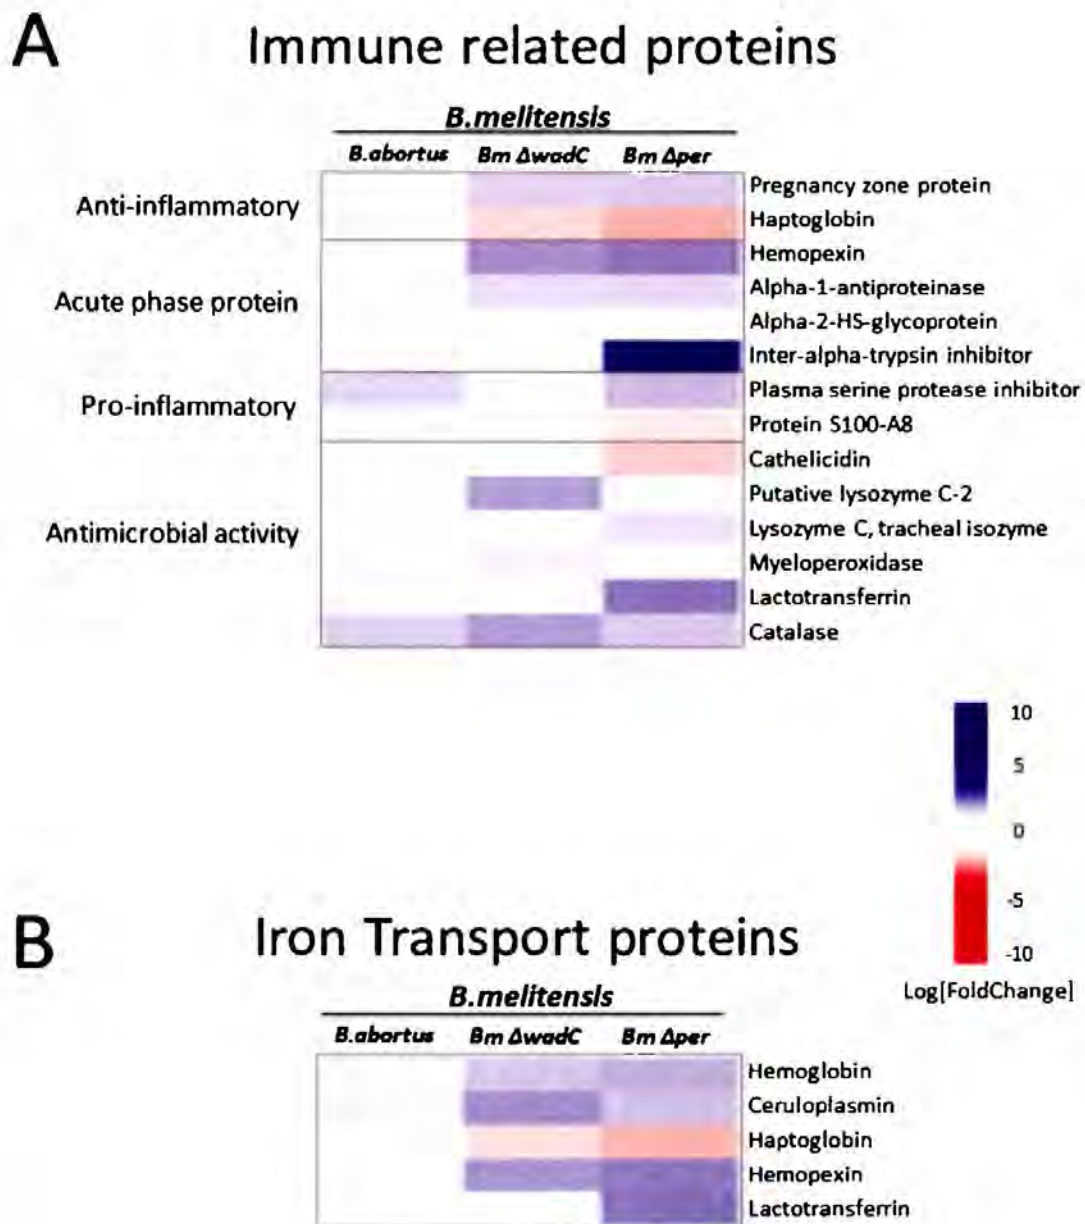 A
Immune related proteins
B.melitensis
B.abortus Bm ΔwadC Bm Δper
Anti-inflammatory
Pregnancy zone protein
Haptoglobin
Acute phase protein
Hemopexin
Alpha-1-antiproteinase
Alpha-2-HS-glycoprotein
Inter-alpha-trypsin inhibitor
Pro-inflammatory
Plasma serine protease inhibitor
Protein S100-A8
Antimicrobial activity
Cathelicidin
Putative lysozyme C-2
Lysozyme C, tracheal isozyme
Myeloperoxidase
Lactotransferrin
Catalase
10
5
0
-5
-10
Log[FoldChange]
B
Iron Transport proteins
B.melitensis
B.abortus Bm ΔwadC Bm Δper
Hemoglobin
Ceruloplasmin
Haptoglobin
Hemopexin
Lactotransferrin